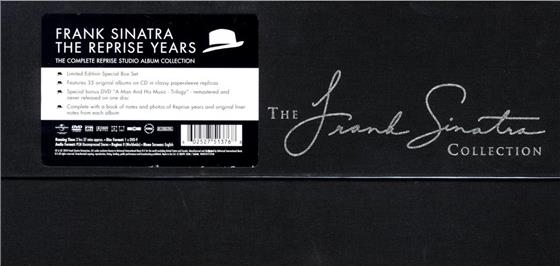 FRANK SINATRA
THE REPRISE YEARS
THE COMPLETE REPRISE STUDIO ALBUM COLLECTION
• Limited Edition Special Box Set
• Features 35 original albums on CD in classy papersleeve replicas
• Special bonus DVD "A Man And His Music - Trilogy" - remastered and
never released on one disc
• Complete with a book of notes and photos of Reprise years and original liner
notes from each album
THE Frank Sinatra
COLLECTION